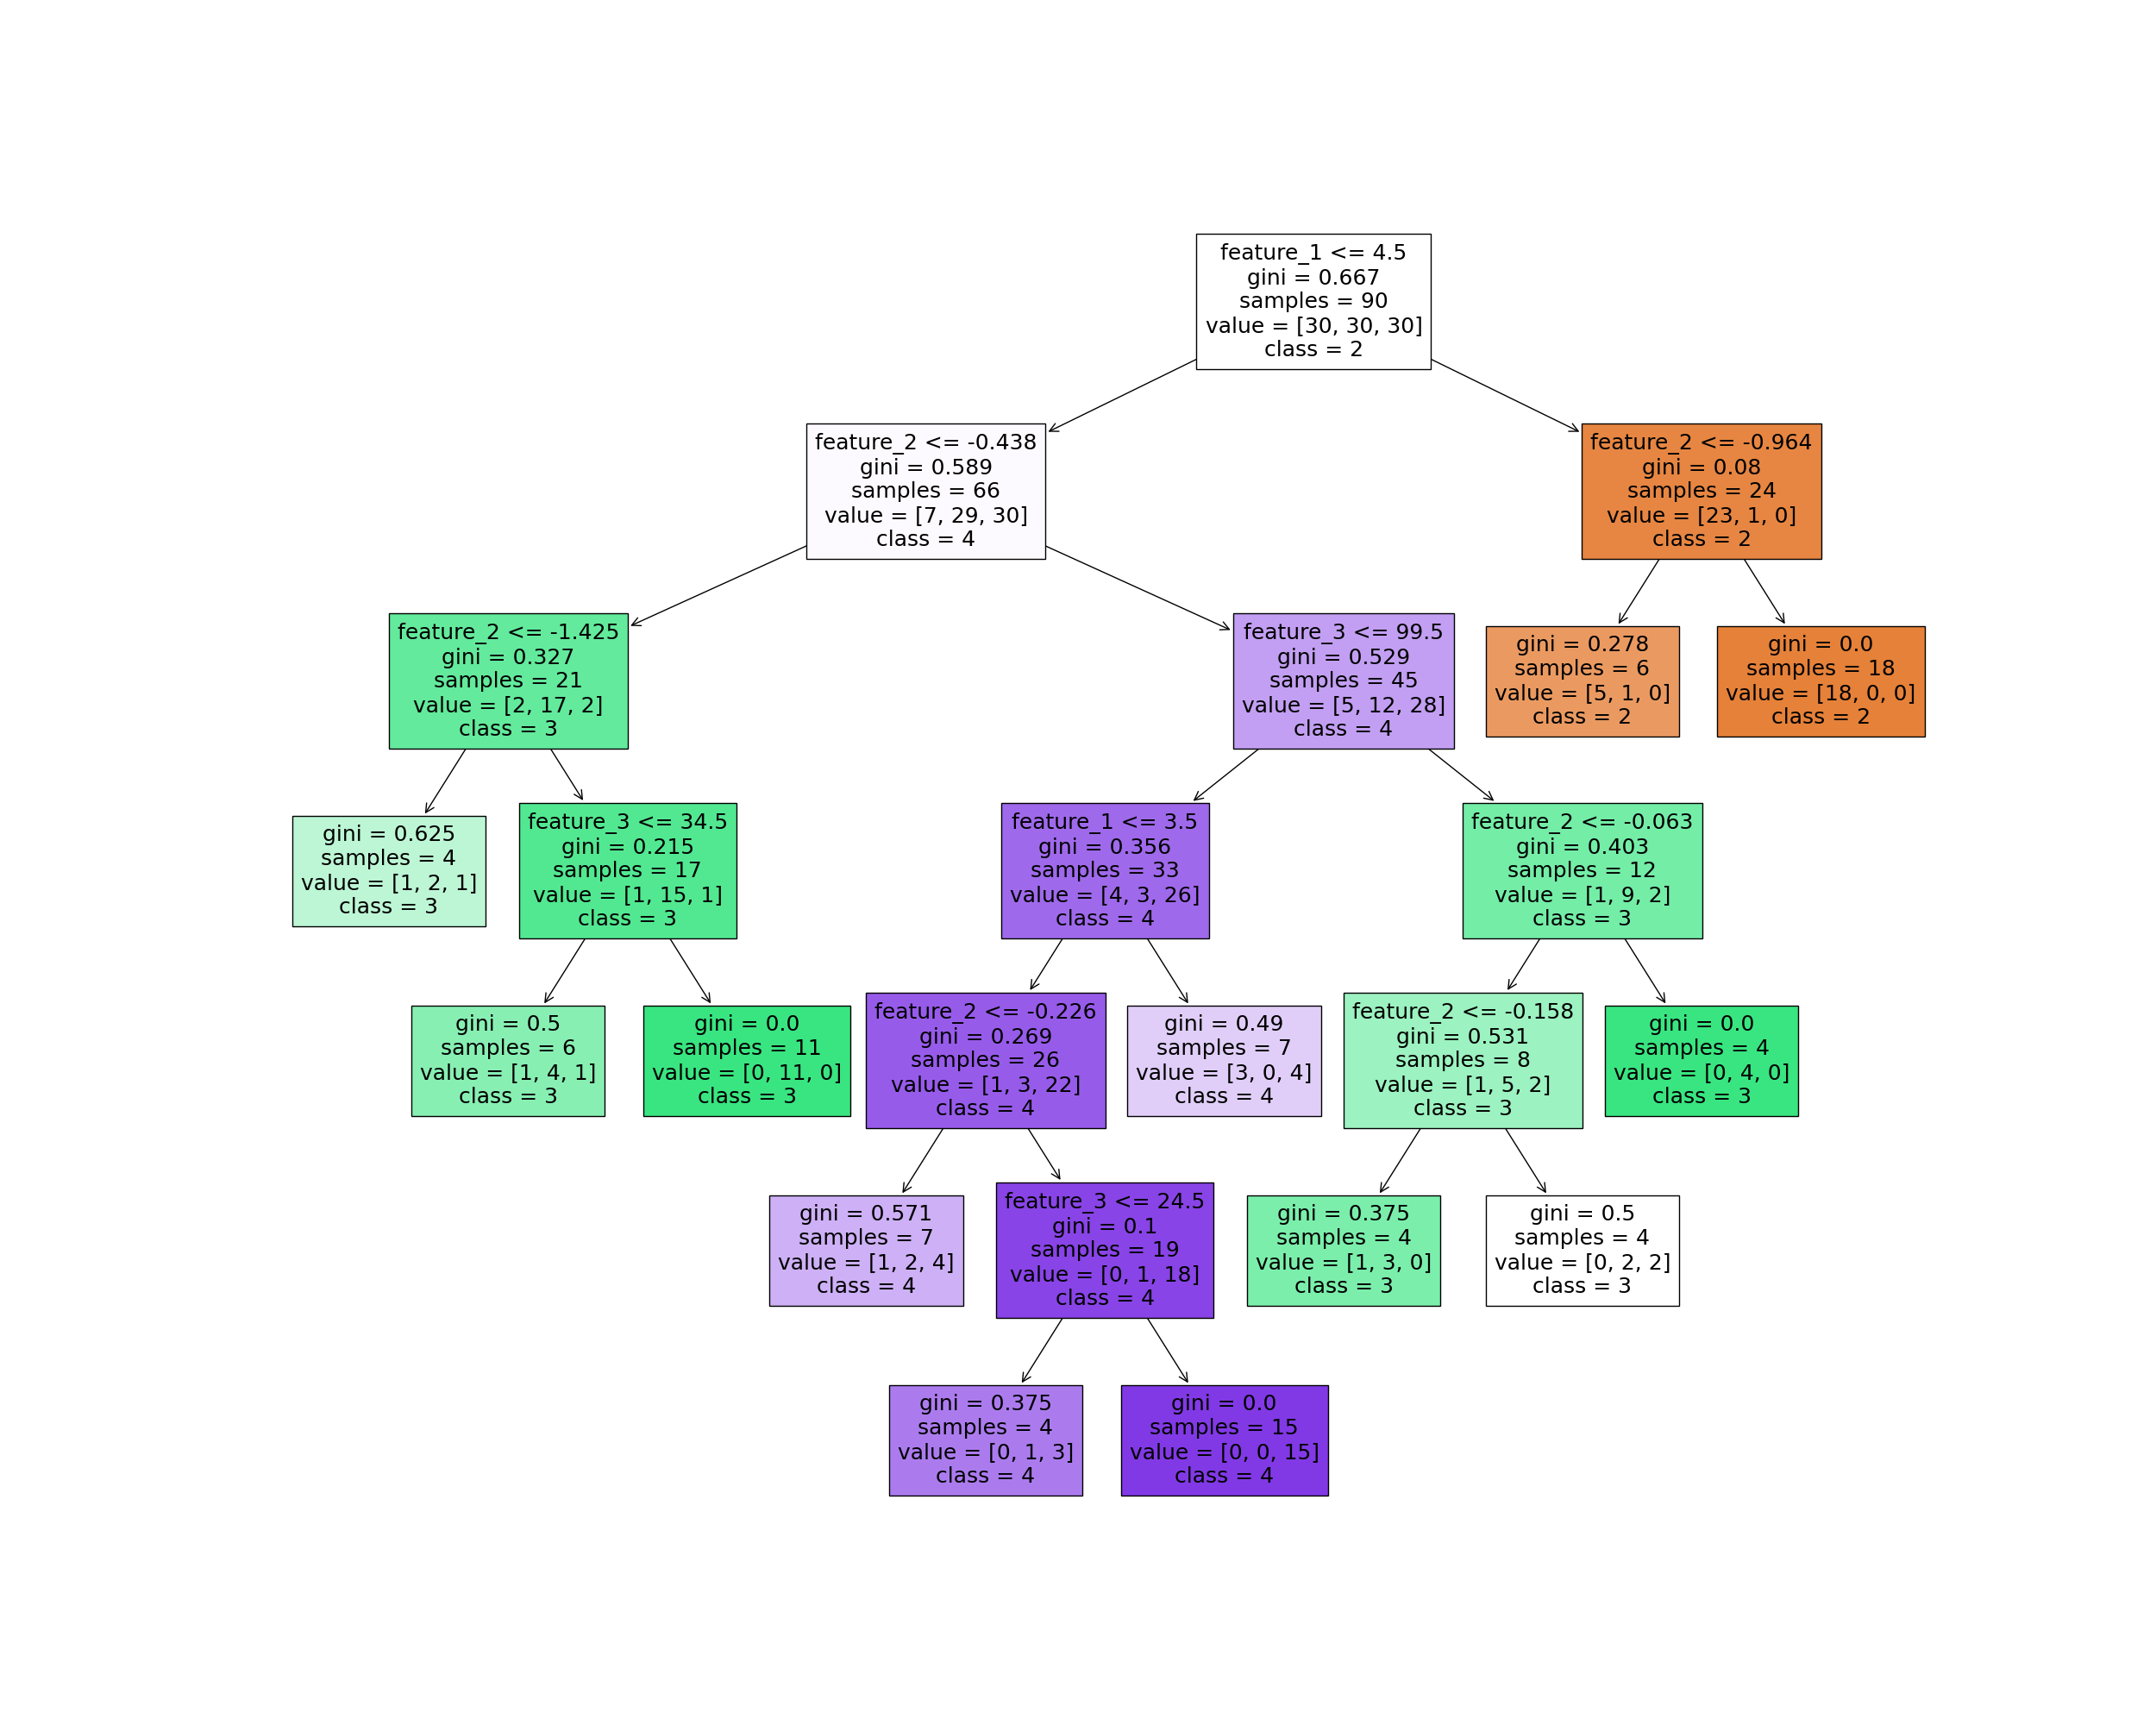 feature_1 <= 4.5
gini = 0.667
samples = 90
value = [30, 30, 30]
class = 2
feature_2 <= -0.438
gini = 0.589
samples = 66
value = [7, 29, 30]
class = 4
feature_2 <= -0.964
gini = 0.08
samples = 24
value = [23, 1, 0]
class = 2
feature_2 <= -1.425
gini = 0.327
samples = 21
value = [2, 17, 2]
class = 3
feature_3 <= 99.5
gini = 0.529
samples = 45
value = [5, 12, 28]
class = 4
gini = 0.278
samples = 6
value = [5, 1, 0]
class = 2
gini = 0.0
samples = 18
value = [18, 0, 0]
class = 2
gini = 0.625
samples = 4
value = [1, 2, 1]
class = 3
feature_3 <= 34.5
gini = 0.215
samples = 17
value = [1, 15, 1]
class = 3
feature_1 <= 3.5
gini = 0.356
samples = 33
value = [4, 3, 26]
class = 4
feature_2 <= -0.063
gini = 0.403
samples = 12
value = [1, 9, 2]
class = 3
gini = 0.5
samples = 6
value = [1, 4, 1]
class = 3
gini = 0.0
samples = 11
value = [0, 11, 0]
class = 3
feature_2 <= -0.226
gini = 0.269
samples = 26
value = [1, 3, 22]
class = 4
gini = 0.49
samples = 7
value = [3, 0, 4]
class = 4
feature_2 <= -0.158
gini = 0.531
samples = 8
value = [1, 5, 2]
class = 3
gini = 0.0
samples = 4
value = [0, 4, 0]
class = 3
gini = 0.571
samples = 7
value = [1, 2, 4]
class = 4
feature_3 <= 24.5
gini = 0.1
samples = 19
value = [0, 1, 18]
class = 4
gini = 0.375
samples = 4
value = [1, 3, 0]
class = 3
gini = 0.5
samples = 4
value = [0, 2, 2]
class = 3
gini = 0.375
samples = 4
value = [0, 1, 3]
class = 4
gini = 0.0
samples = 15
value = [0, 0, 15]
class = 4